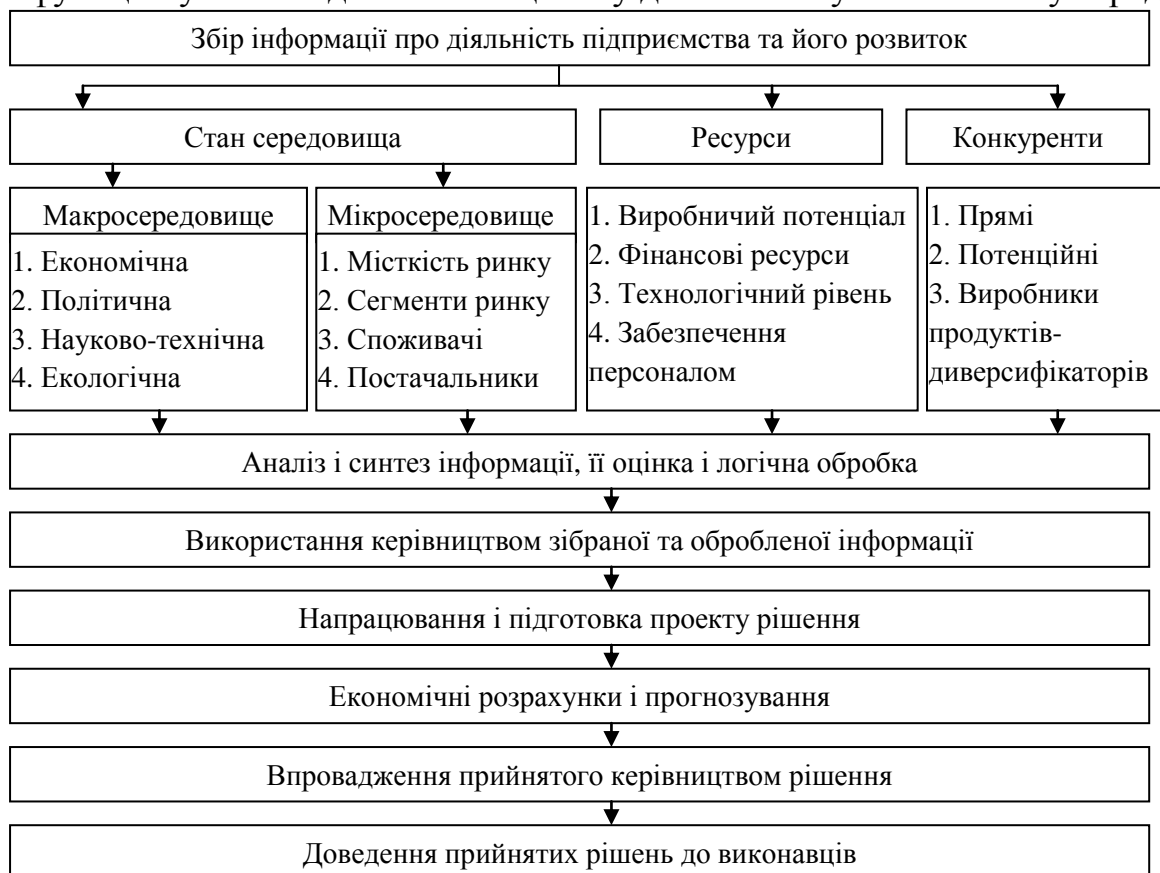 Збір інформації про діяльність підприємства та його розвиток
Стан середовища
Ресурси
Конкуренти
Макросередовище
1. Економічна
2. Політична
3. Науково-технічна
4. Екологічна
Мікросередовище
1. Місткість ринку
2. Сегменти ринку
3. Споживачі
4. Постачальники
1. Виробничий потенціал
2. Фінансові ресурси
3. Технологічний рівень
4. Забезпечення
персоналом
1. Прямі
2. Потенційні
3. Виробники
продуктів-
диверсифікаторів
Аналіз і синтез інформації, її оцінка і логічна обробка
Використання керівництвом зібраної та обробленої інформації
Напрацювання і підготовка проекту рішення
Економічні розрахунки і прогнозування
Впровадження прийнятого керівництвом рішення
Доведення прийнятих рішень до виконавців